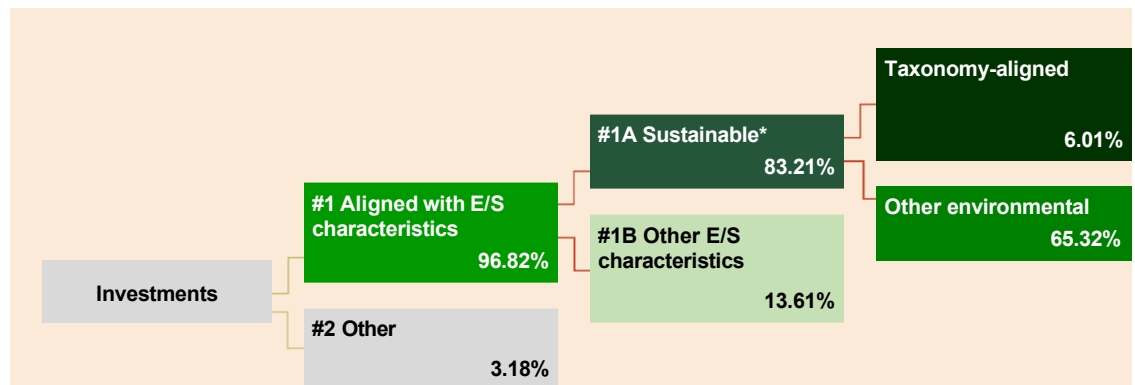 Taxonomy-aligned
6.01%
#1A Sustainable*
83.21%
#1 Aligned with E/S
characteristics
96.82%
Other environmental
65.32%
#1B Other E/S
characteristics
13.61%
Investments
#2 Other
3.18%